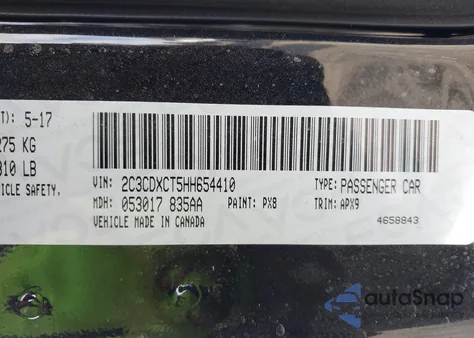 T): 5-17
275 KG
310 LB
HICLE SAFETY.
VIN: 2C3CDXCT5HH654410
TYPE: PASSENGER CAR
MDH: 053017 835AA
PAINT: PX8
TRIM: APX9
VEHICLE MADE IN CANADA
4658843
autoSnap